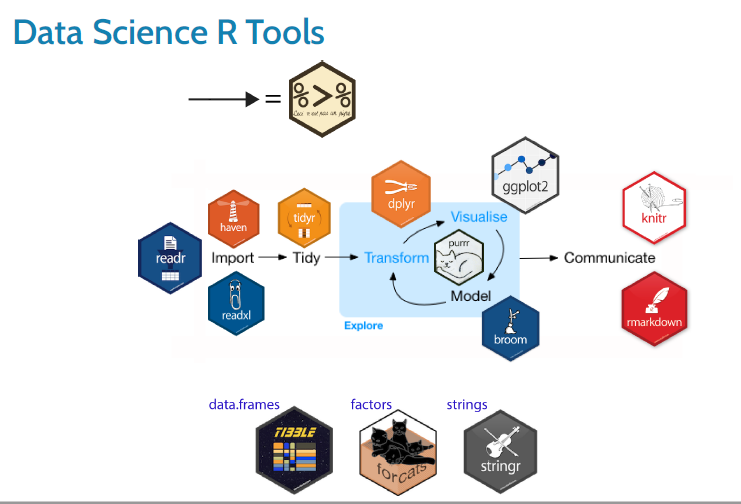 Data Science R Tools
= %>%
Ceci n'est pas un pipe
ggplot2
dplyr
haven
tidyr
knitr
Visualise
purrr
readr
Import
Tidy
Transform
Communicate
readxl
Model
Explore
broom
rmarkdown
data.frames
factors
strings
TIBBLE
forcats
stringr